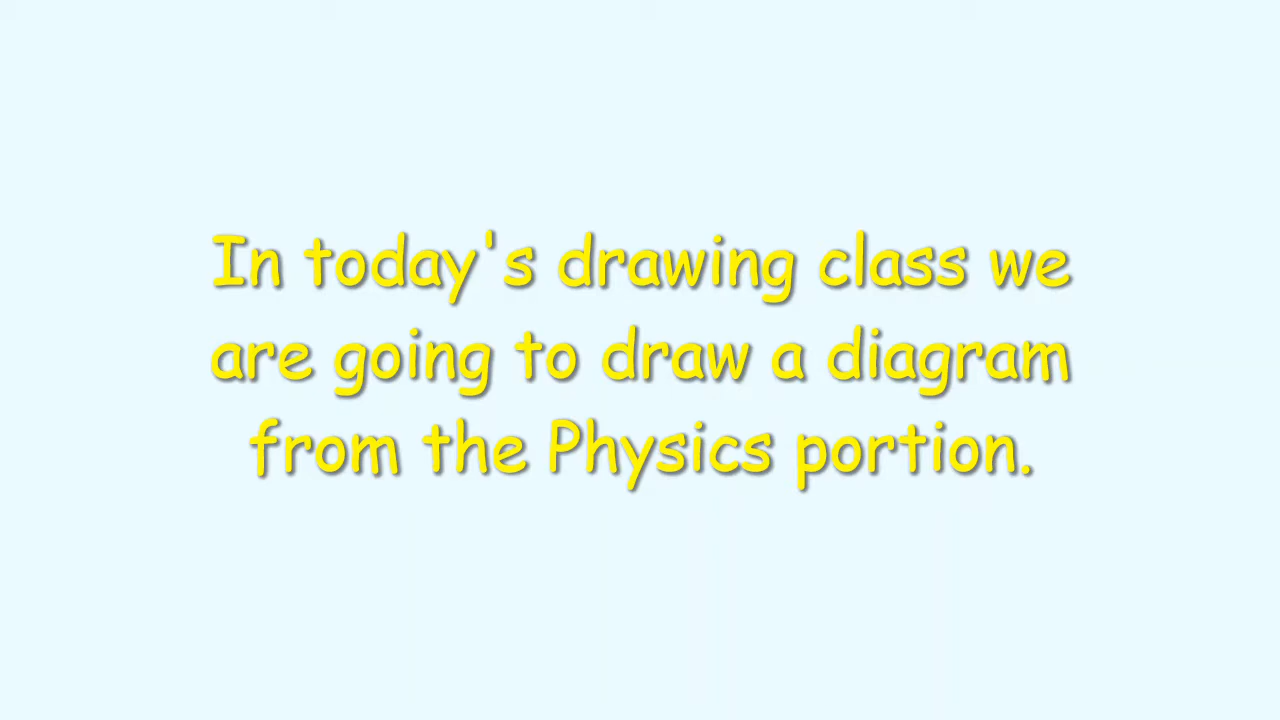 In today's drawing class we
are going to draw a diagram
from the Physics portion.